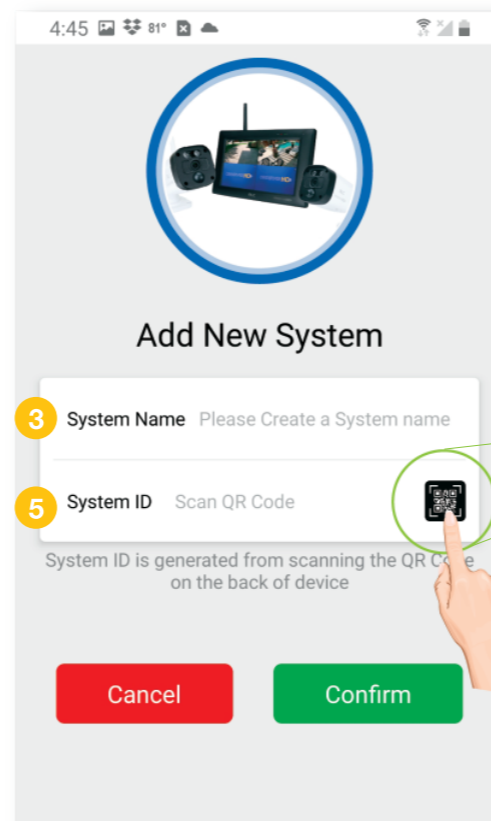 4:45 81°
Add New System
3 System Name Please Create a System name
5 System ID Scan QR Code
System ID is generated from scanning the QR Code
on the back of device
Cancel Confirm